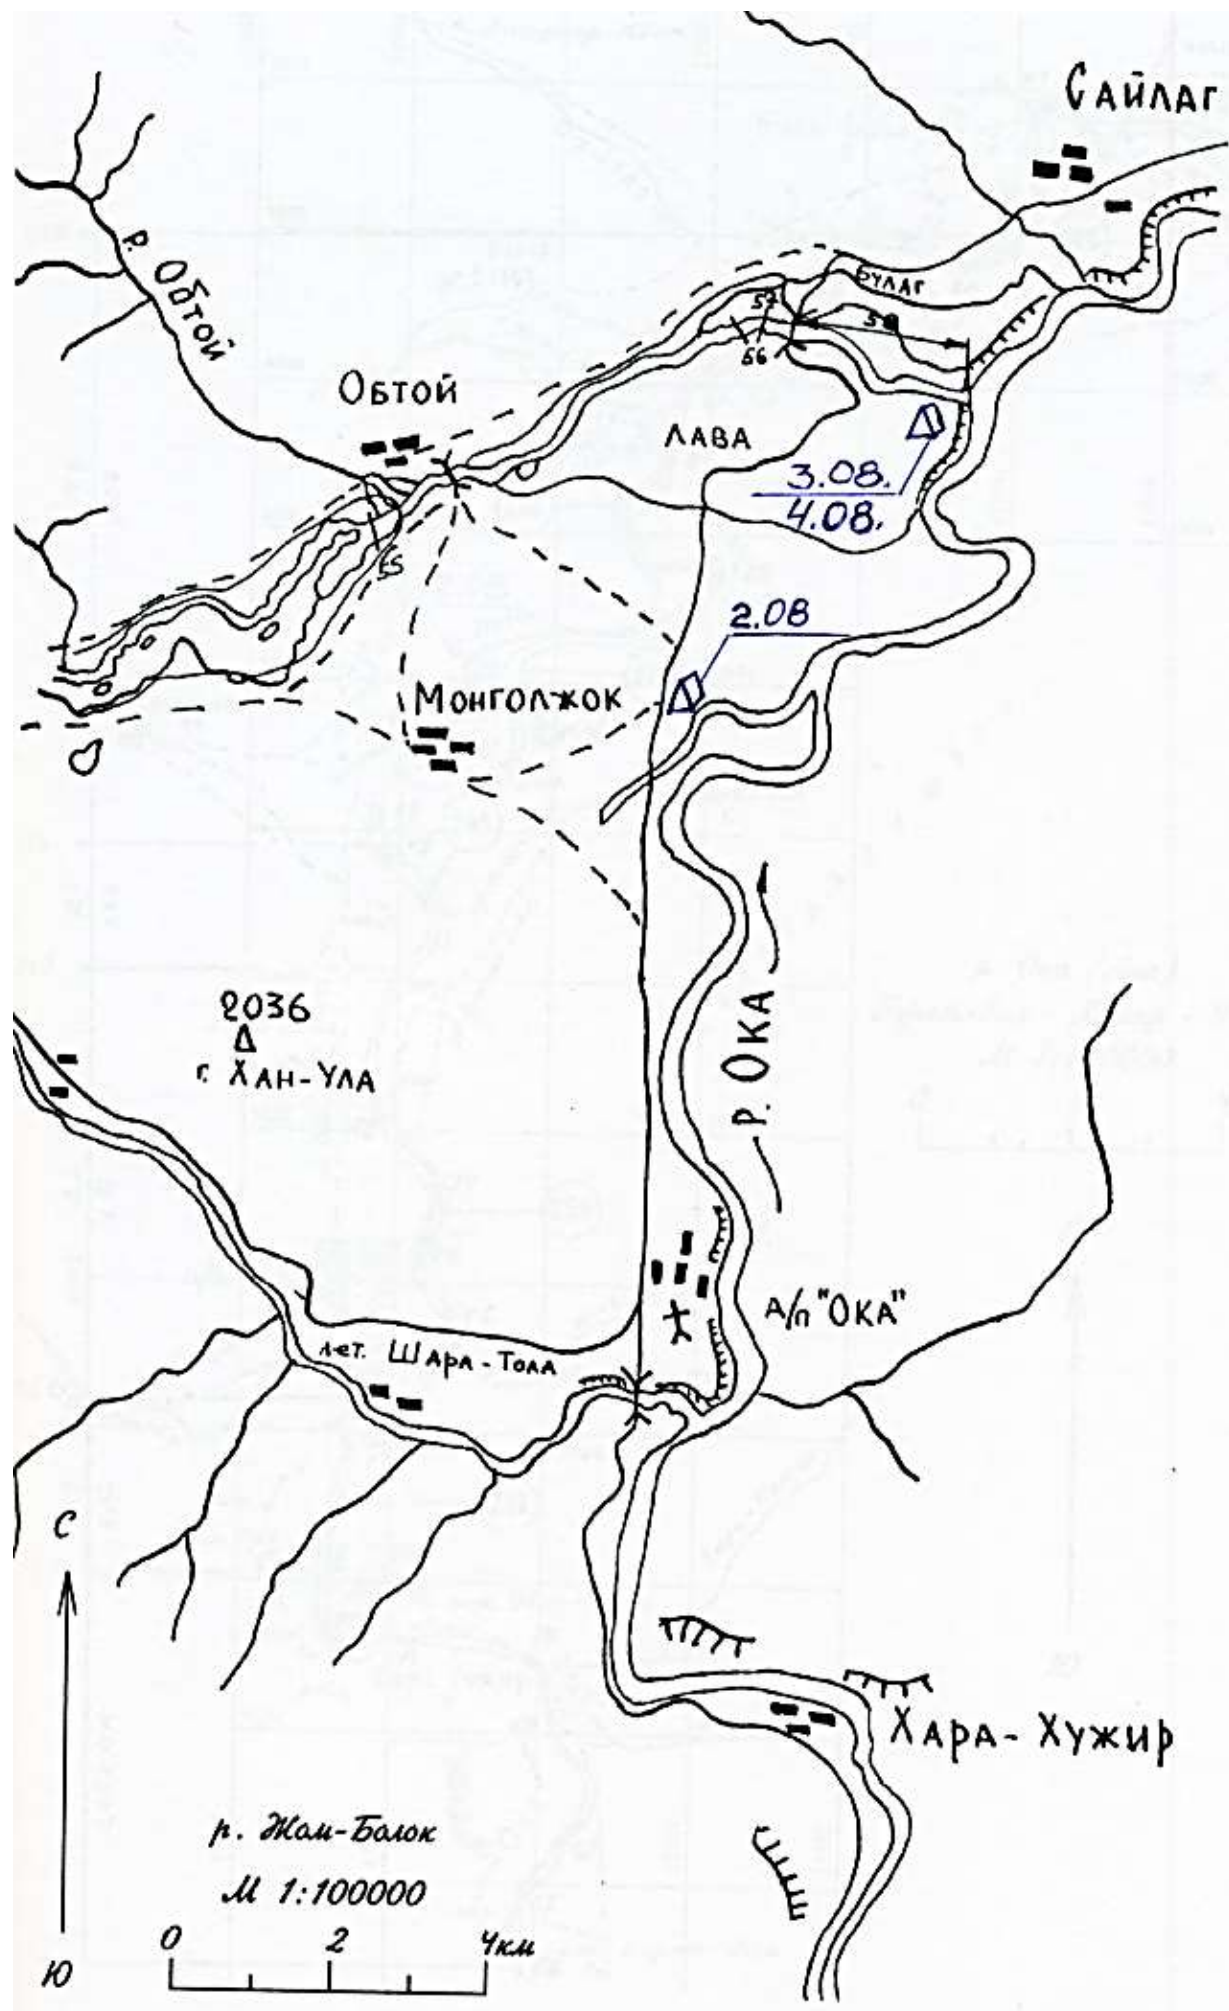 Сайлаг
р. Обтой
Булаг
57
58
56
Обтой
Лава
3.08.
4.08.
55
2.08
Монголжок
2036
г. Хан-Ула
р. Ока
А/п "Ока"
лет. Шара-Тола
С
Хара-Хужир
р. Жом-Болок
М 1:100000
0 2 4км
Ю